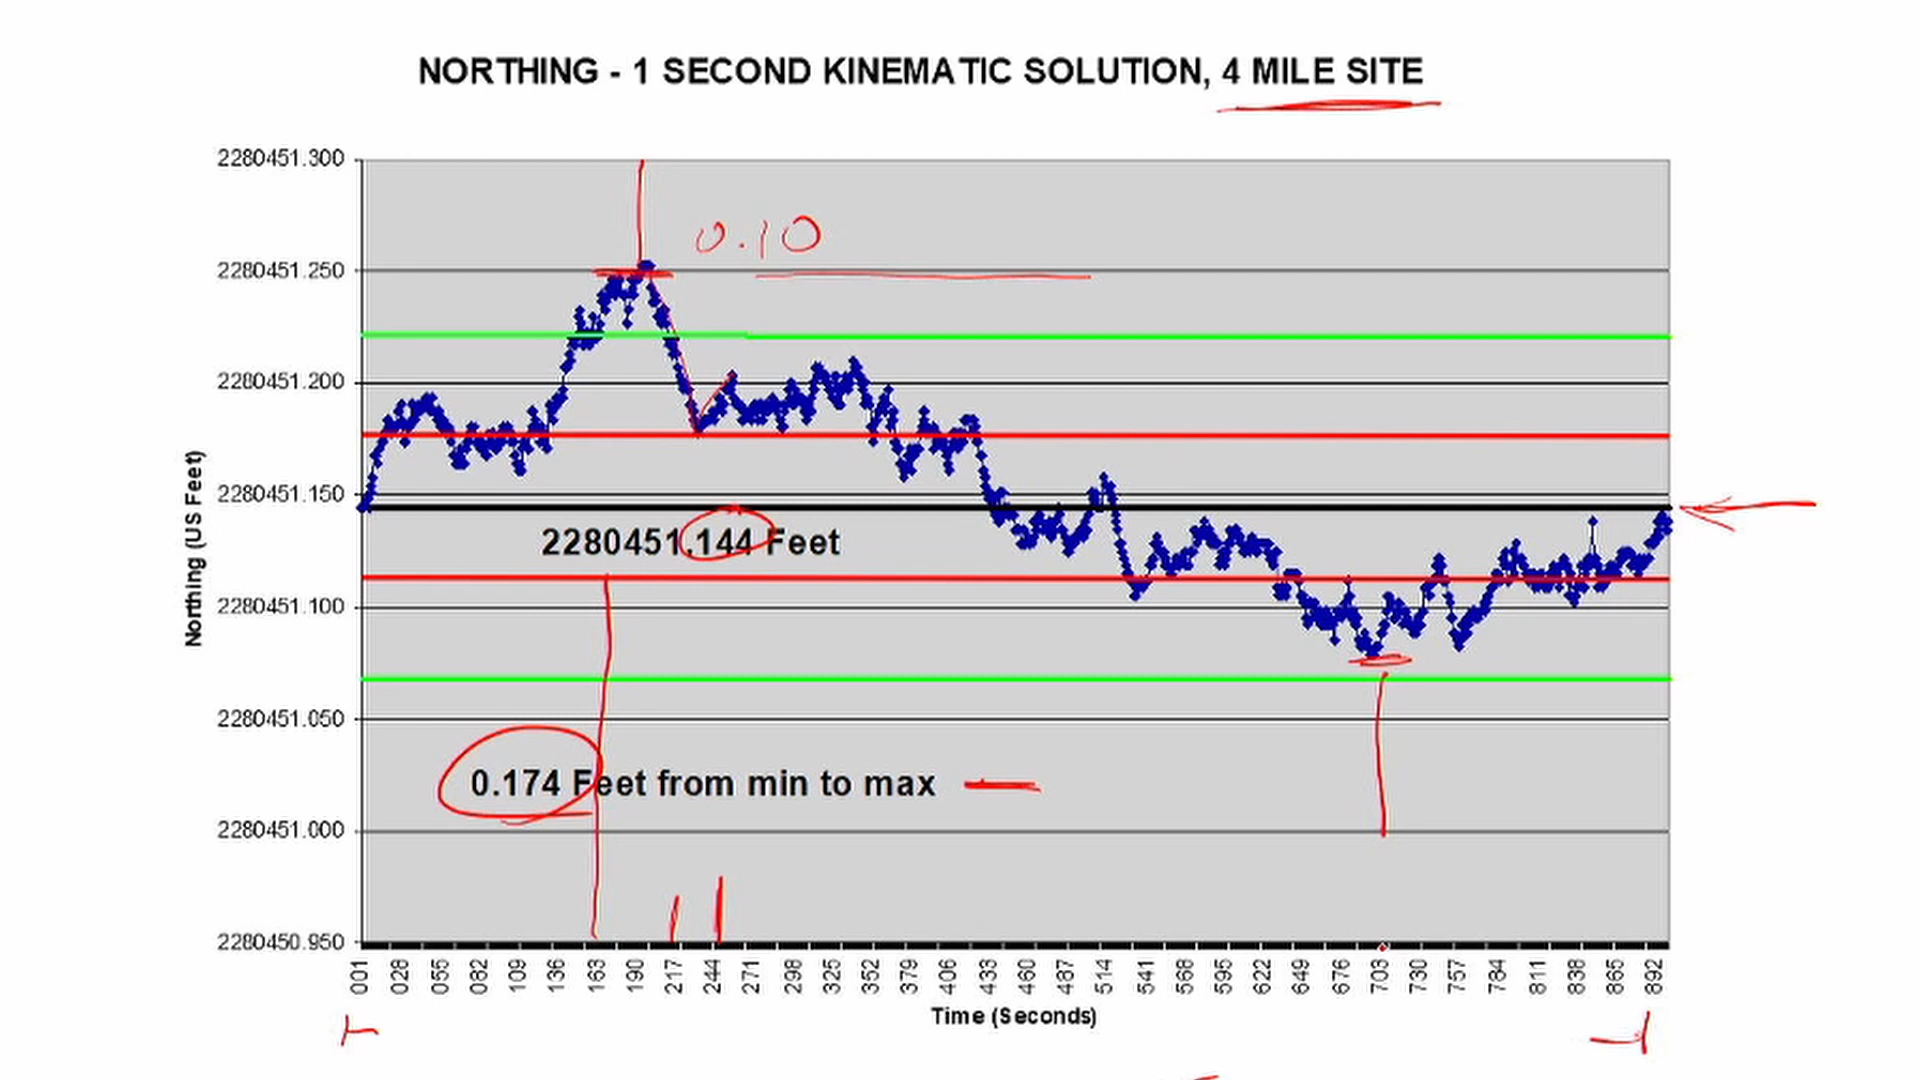 NORTHING - 1 SECOND KINEMATIC SOLUTION, 4 MILE SITE
2280451.300
0.10
2280451.250
2280451.200
2280451.150
2280451.144 Feet
2280451.100
2280451.050
0.174 Feet from min to max
2280451.000
2280450.950
Northing (US Feet)
001 028 055 082 109 136 163 190 217 244 271 298 325 352 379 406 433 460 487 514 541 568 595 622 649 676 703 730 757 784 811 838 865 892
Time (Seconds)